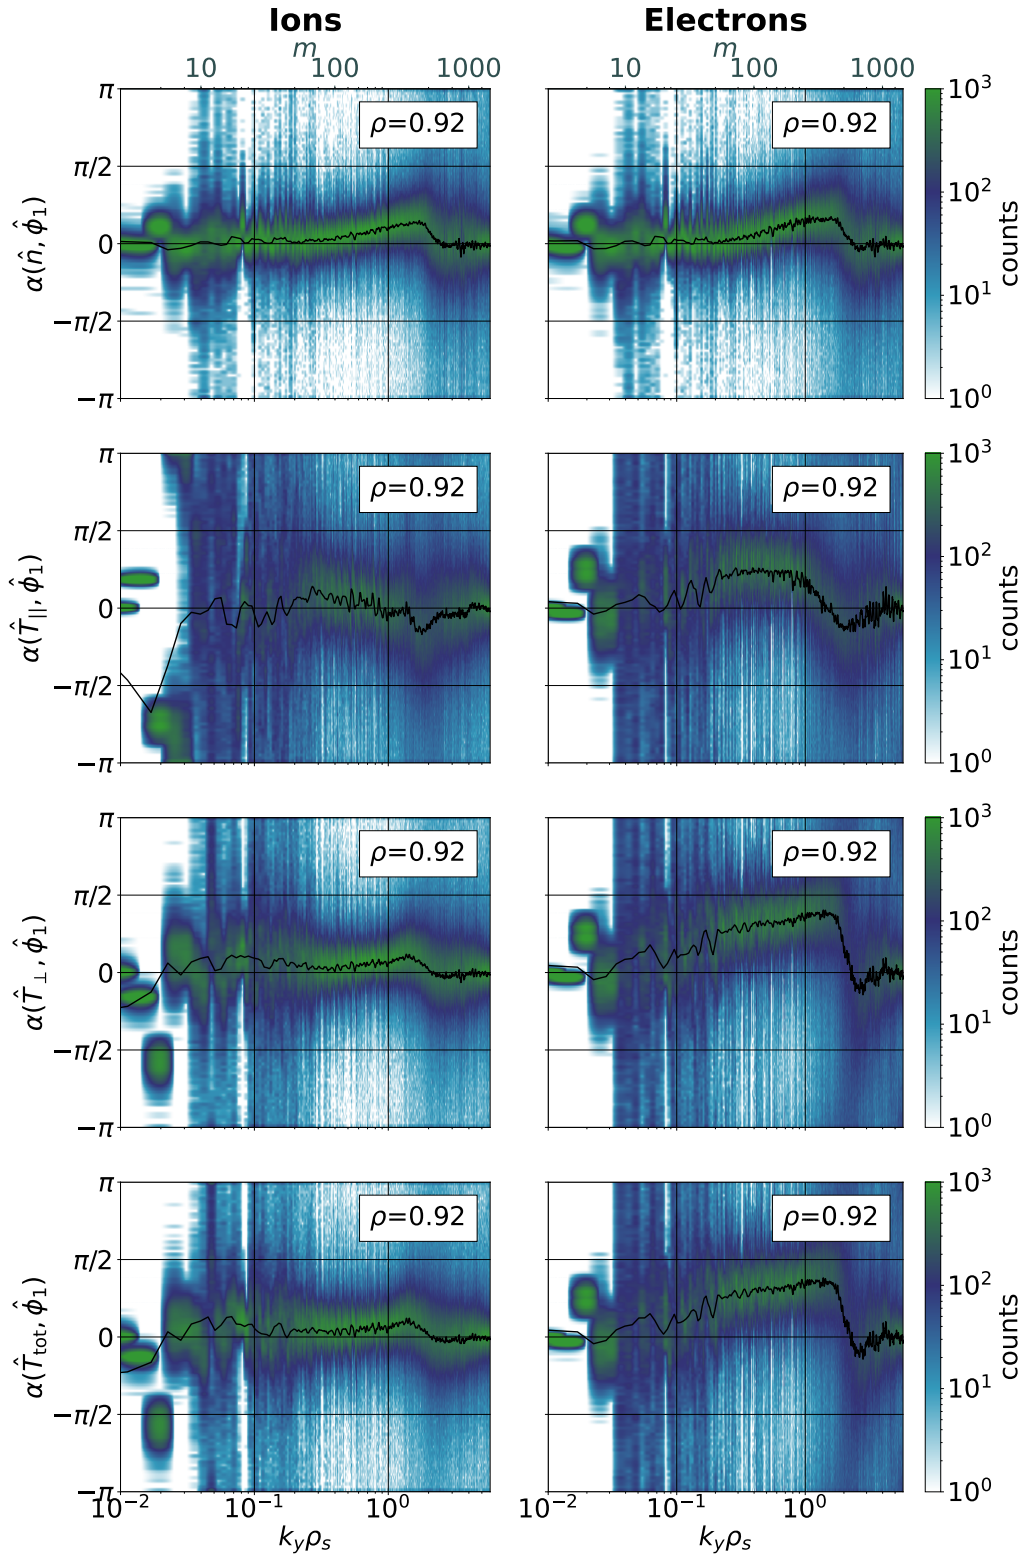 Ions Electrons
m m
10 100 1000 10 100 1000
π
π/2
0
−π/2
−π
α(n̂, ϕ̂₁)
ρ=0.92
ρ=0.92
10³
10²
10¹
10⁰
counts
π
π/2
0
−π/2
−π
α(T̂_||, ϕ̂₁)
ρ=0.92
ρ=0.92
10³
10²
10¹
10⁰
counts
π
π/2
0
−π/2
−π
α(T̂_⊥, ϕ̂₁)
ρ=0.92
ρ=0.92
10³
10²
10¹
10⁰
counts
π
π/2
0
−π/2
−π
α(T̂_tot, ϕ̂₁)
ρ=0.92
ρ=0.92
10³
10²
10¹
10⁰
counts
10⁻² 10⁻¹ 10⁰ 10⁻² 10⁻¹ 10⁰
k_yρ_s k_yρ_s